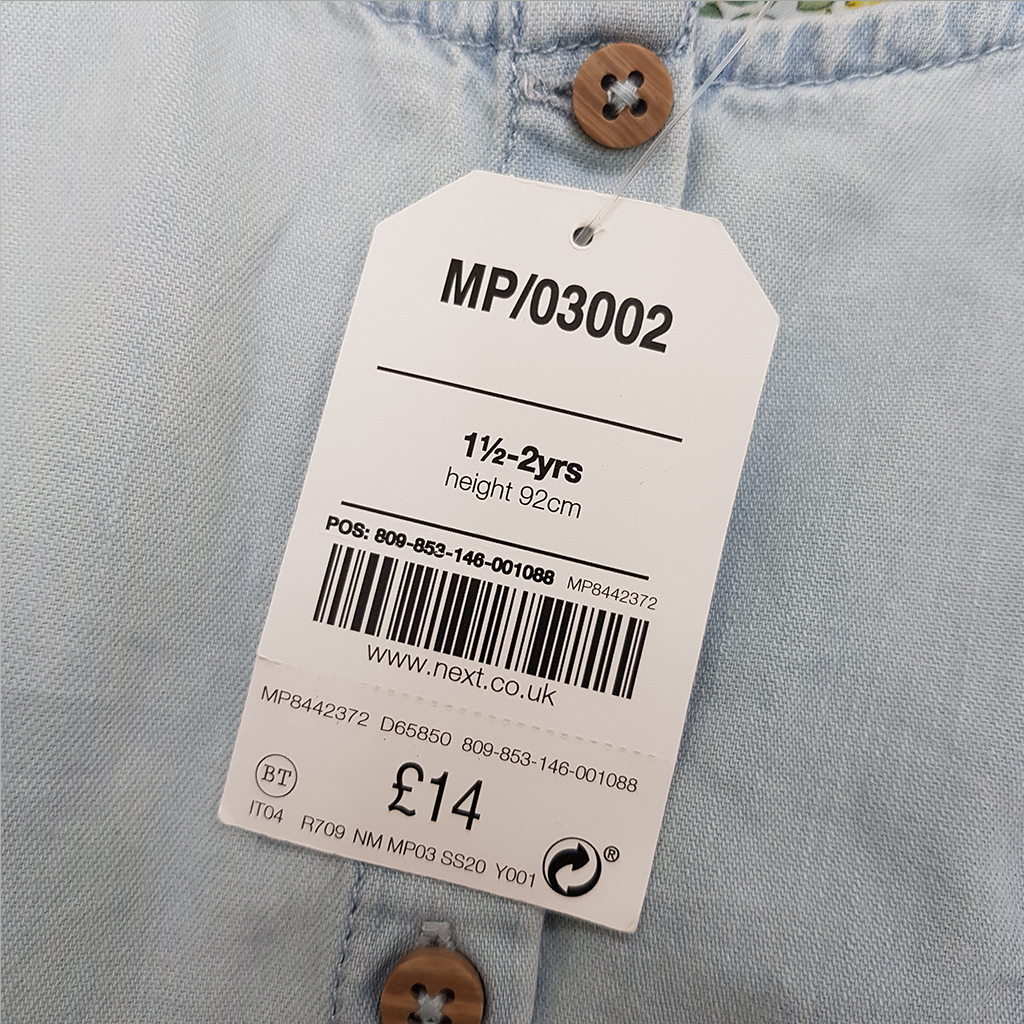 MP/03002
1½-2yrs
height 92cm
POS: 809-853-146-001088 MP8442372
www.next.co.uk
MP8442372 D65850 809-853-146-001088
BT £14
IT04 R709 NM MP03 SS20 Y001 ®